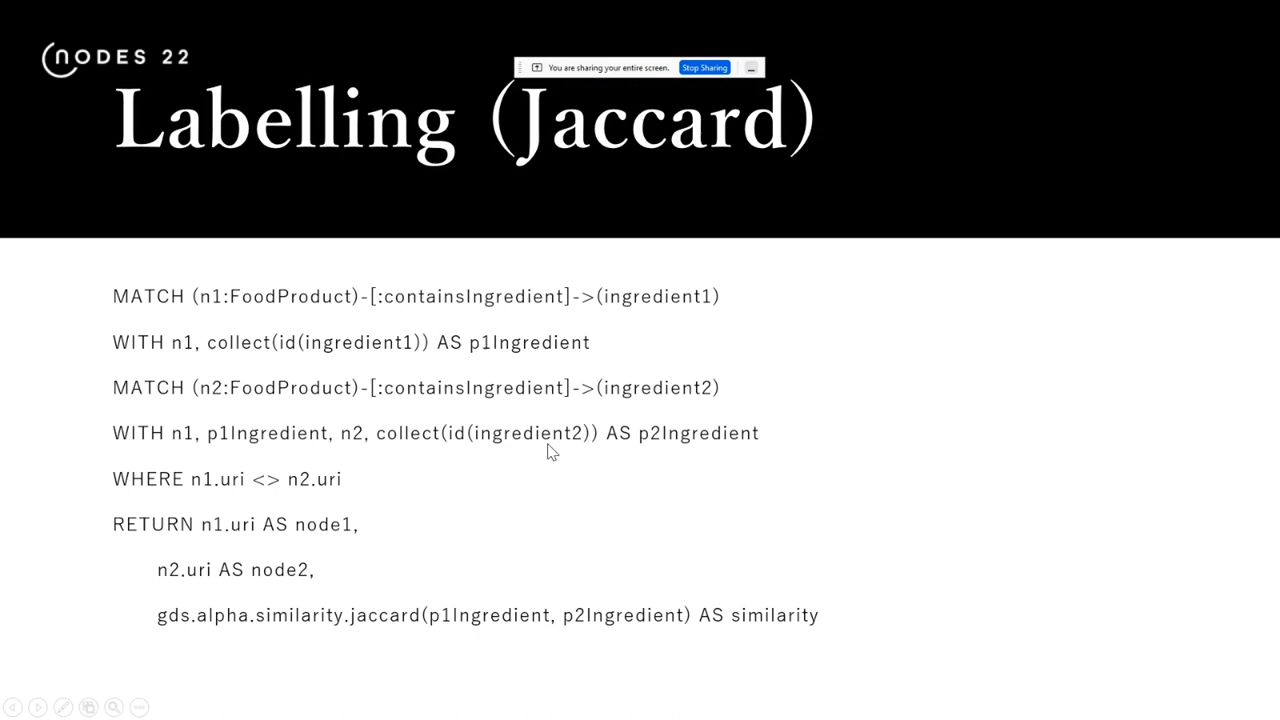 NODES 22
You are sharing your entire screen. Stop Sharing
Labelling (Jaccard)
MATCH (n1:FoodProduct)-[:containsIngredient]->(ingredient1)
WITH n1, collect(id(ingredient1)) AS p1Ingredient
MATCH (n2:FoodProduct)-[:containsIngredient]->(ingredient2)
WITH n1, p1Ingredient, n2, collect(id(ingredient2)) AS p2Ingredient
WHERE n1.uri <> n2.uri
RETURN n1.uri AS node1,
n2.uri AS node2,
gds.alpha.similarity.jaccard(p1Ingredient, p2Ingredient) AS similarity